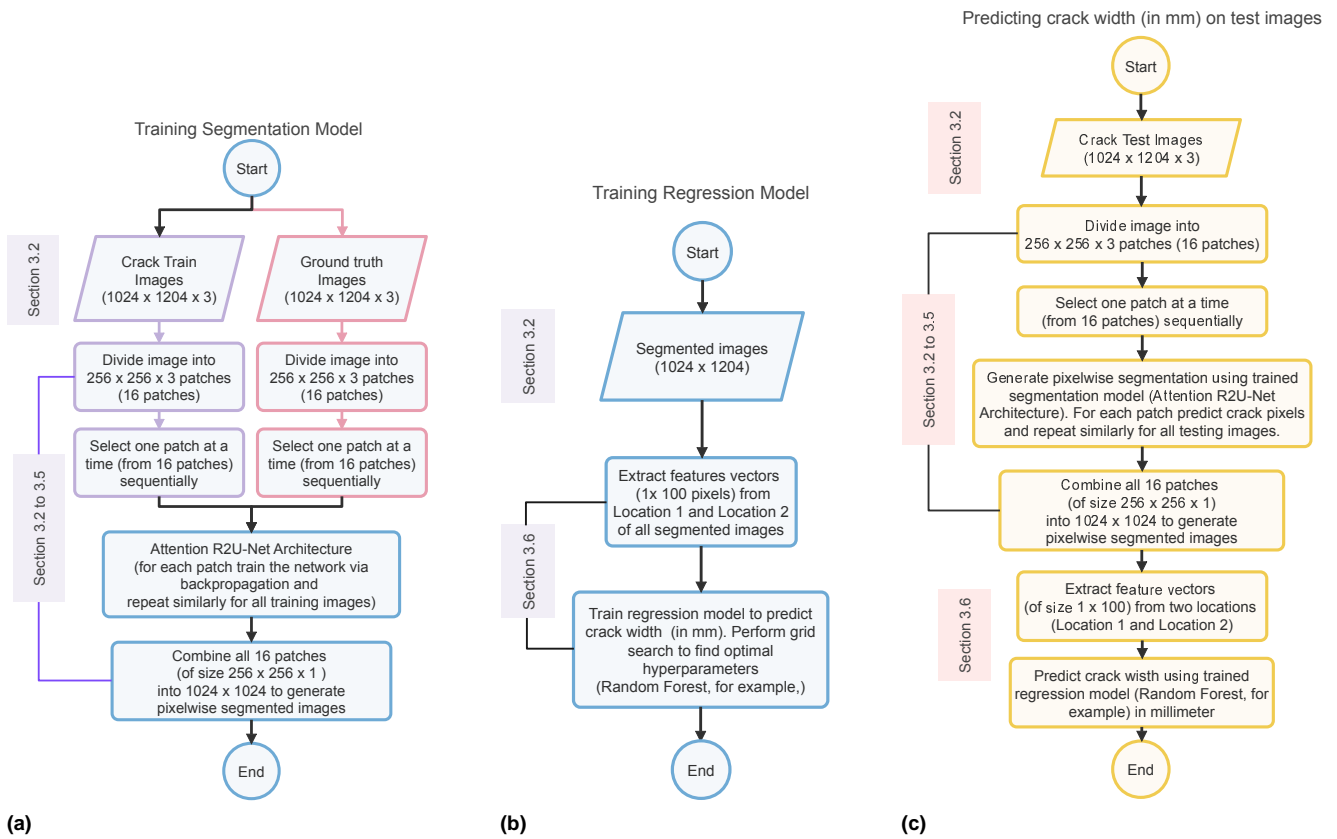 Training Segmentation Model
Start
Section 3.2
Crack Train
Images
(1024 x 1204 x 3)
Ground truth
Images
(1024 x 1204 x 3)
Divide image into
256 x 256 x 3 patches
(16 patches)
Divide image into
256 x 256 x 3 patches
(16 patches)
Section 3.2 to 3.5
Select one patch at a
time (from 16 patches)
sequentially
Select one patch at a
time (from 16 patches)
sequentially
Attention R2U-Net Architecture
(for each patch train the network via
backpropagation and
repeat similarly for all training images)
Combine all 16 patches
(of size 256 x 256 x 1 )
into 1024 x 1024 to generate
pixelwise segmented images
End
(a)
Training Regression Model
Start
Section 3.2
Segmented images
(1024 x 1204)
Extract features vectors
(1x 100 pixels) from
Location 1 and Location 2
of all segmented images
Section 3.6
Train regression model to predict
crack width (in mm). Perform grid
search to find optimal
hyperparameters
(Random Forest, for example,)
End
(b)
Predicting crack width (in mm) on test images
Start
Section 3.2
Crack Test Images
(1024 x 1204 x 3)
Divide image into
256 x 256 x 3 patches (16 patches)
Section 3.2 to 3.5
Select one patch at a time
(from 16 patches) sequentially
Generate pixelwise segmentation using trained
segmentation model (Attention R2U-Net
Architecture). For each patch predict crack pixels
and repeat similarly for all testing images.
Combine all 16 patches
(of size 256 x 256 x 1)
into 1024 x 1024 to generate
pixelwise segmented images
Section 3.6
Extract feature vectors
(of size 1 x 100) from two locations
(Location 1 and Location 2)
Predict crack wisth using trained
regression model (Random Forest, for
example) in millimeter
End
(c)